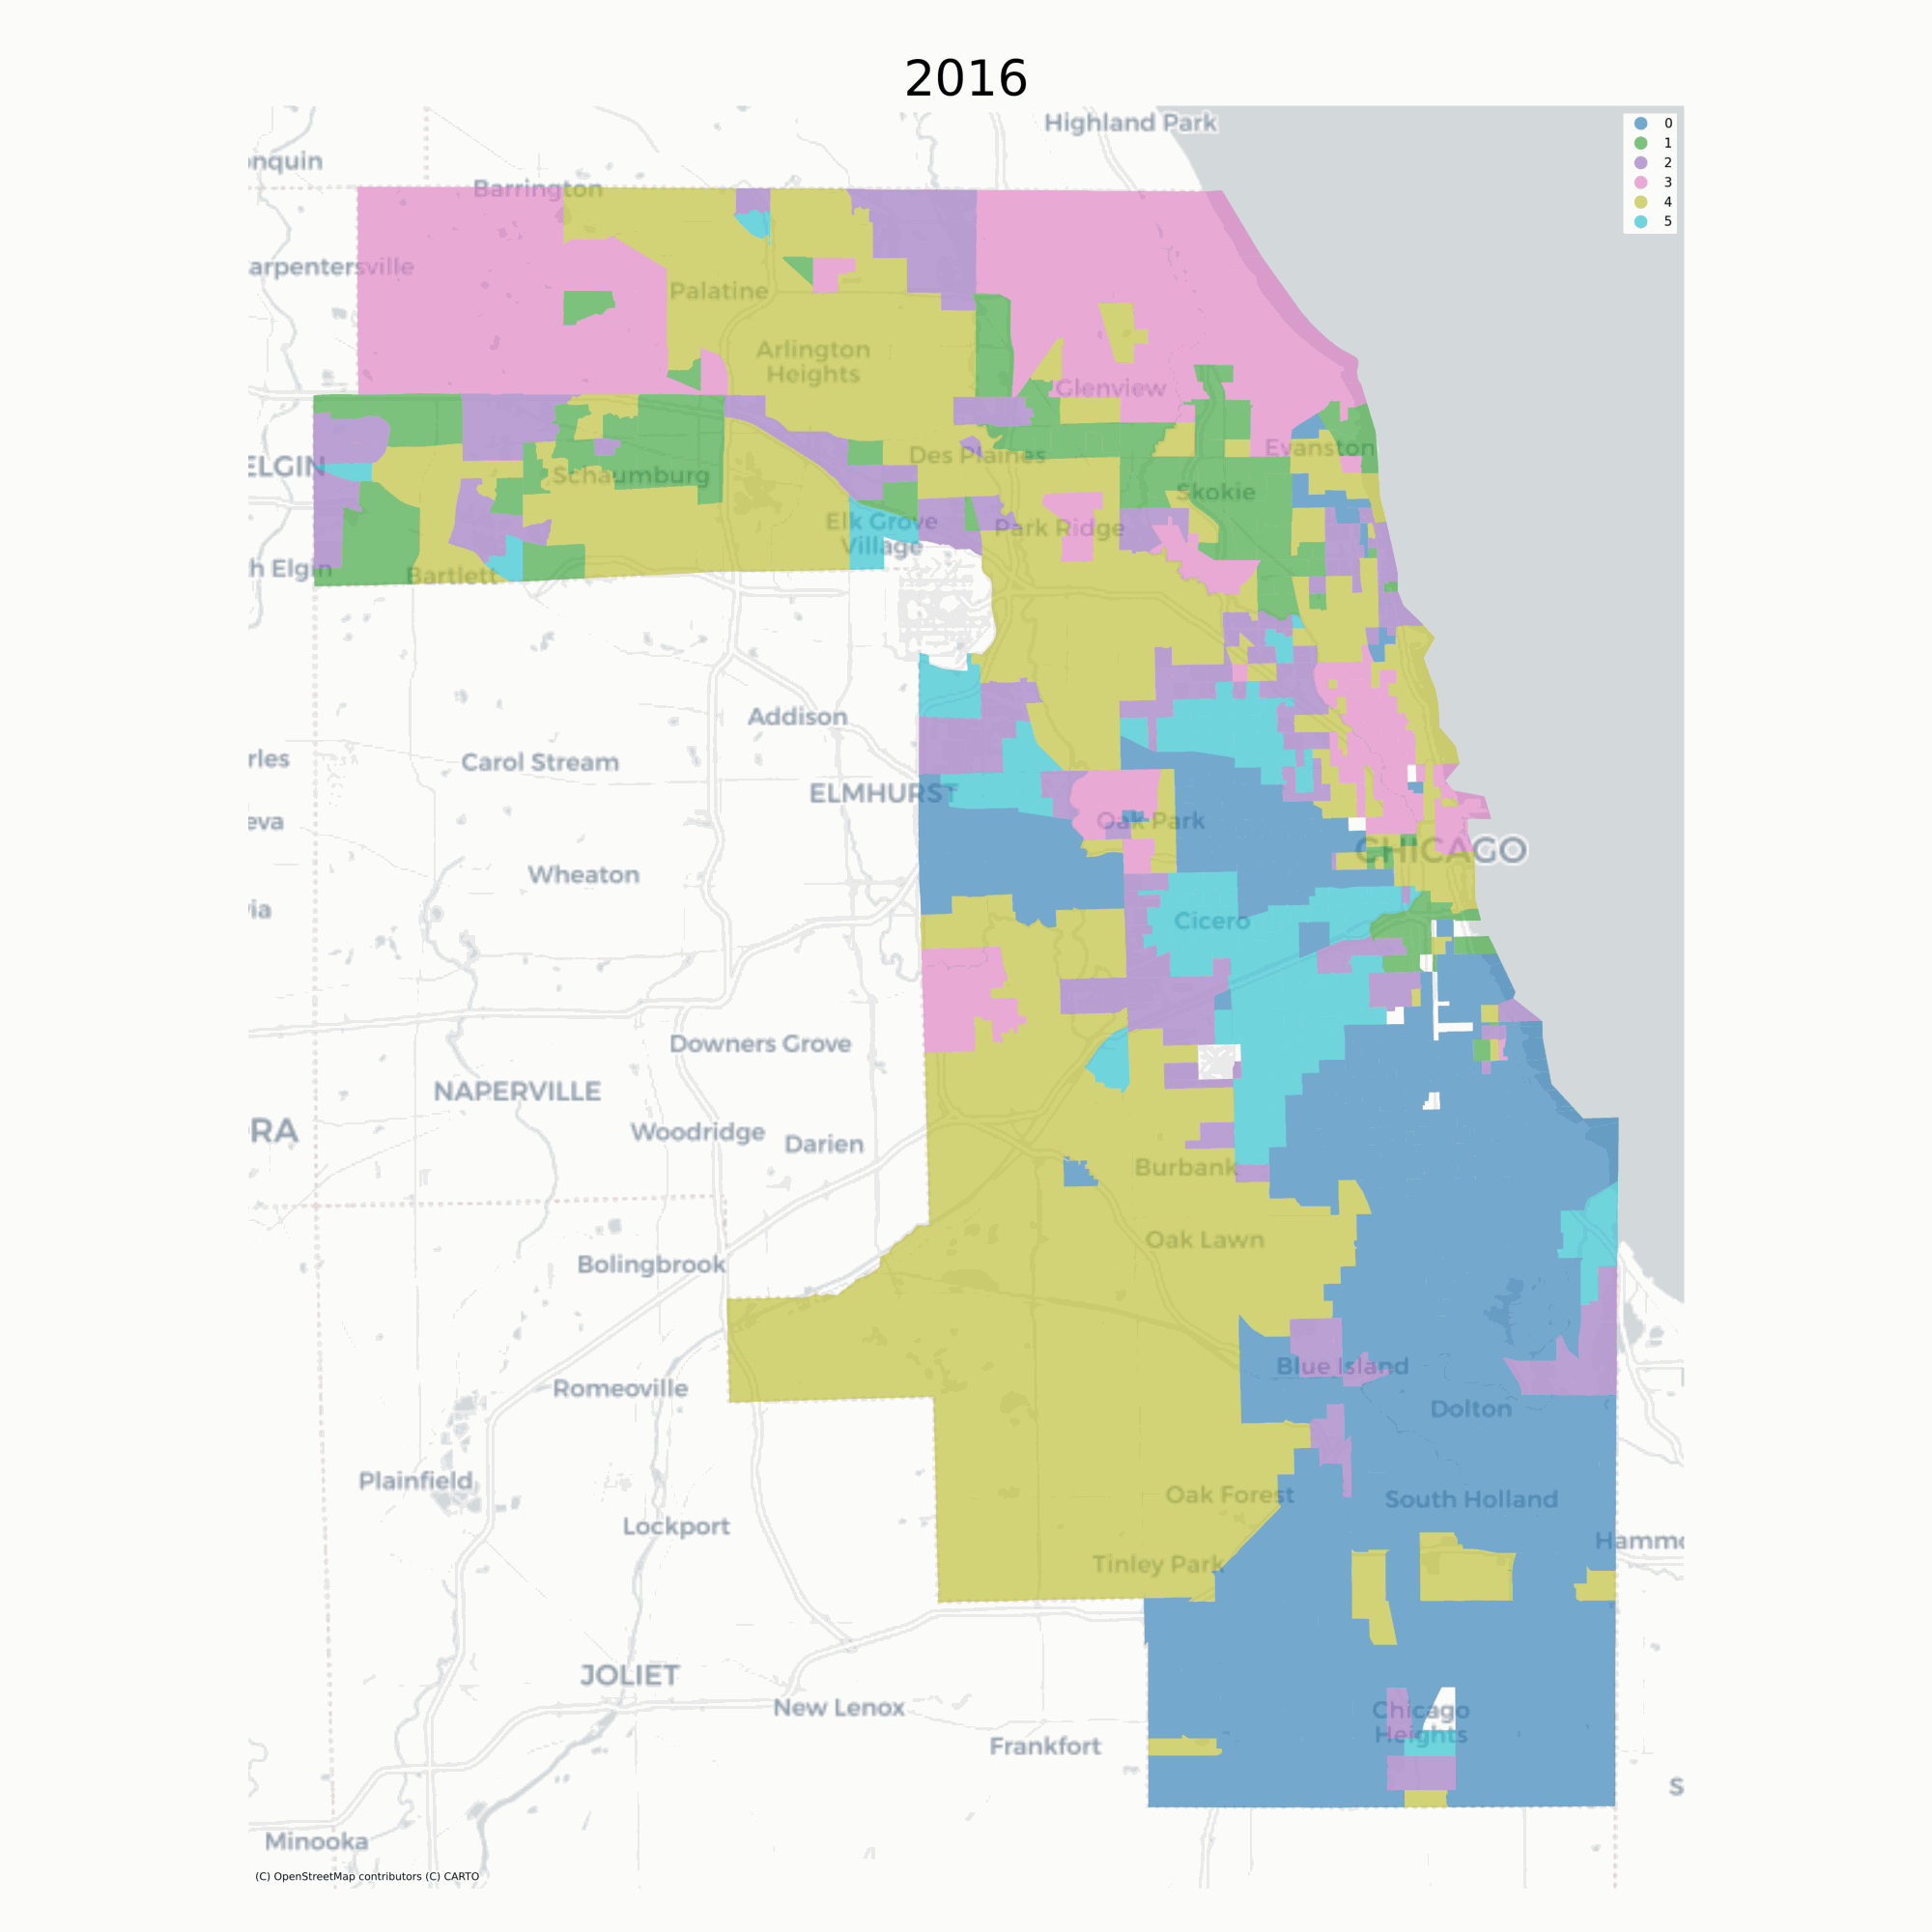 2016
Highland Park
0
1
2
3
4
5
onquin
Barrington
arpentersville
Palatine
Arlington
Heights
Glenview
Evanston
Des Plaines
ELGIN
Schaumburg
Skokie
Elk Grove
Village
Park Ridge
h Elgin
Bartlett
Addison
rles
Carol Stream
ELMHURST
eva
Oak Park
CHICAGO
Wheaton
ia
Cicero
Downers Grove
NAPERVILLE
RA
Woodridge
Darien
Burbank
Oak Lawn
Bolingbrook
Blue Island
Romeoville
Dolton
Plainfield
Oak Forest
South Holland
Lockport
Hammo
Tinley Park
JOLIET
New Lenox
Chicago
Heights
Frankfort
S
Minooka
(C) OpenStreetMap contributors (C) CARTO